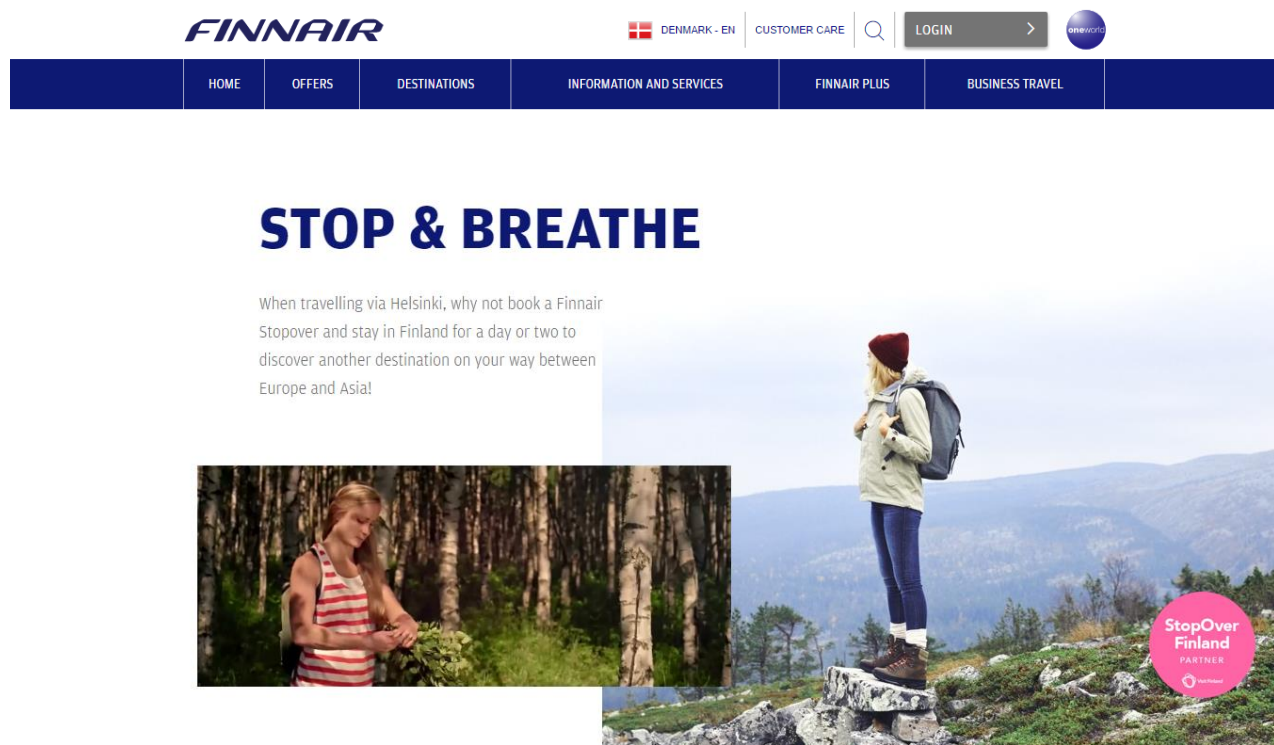 FINNAIR
DENMARK - EN
CUSTOMER CARE
LOGIN
oneworld
HOME
OFFERS
DESTINATIONS
INFORMATION AND SERVICES
FINNAIR PLUS
BUSINESS TRAVEL
STOP & BREATHE
When travelling via Helsinki, why not book a Finnair
Stopover and stay in Finland for a day or two to
discover another destination on your way between
Europe and Asia!
StopOver
Finland
PARTNER
Visit Finland